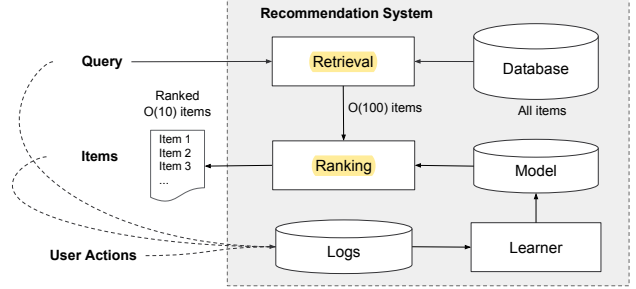 Recommendation System
Query
Retrieval
Database
All items
O(100) items
Ranked
O(10) items
Item 1
Item 2
Item 3
...
Items
Ranking
Model
User Actions
Logs
Learner